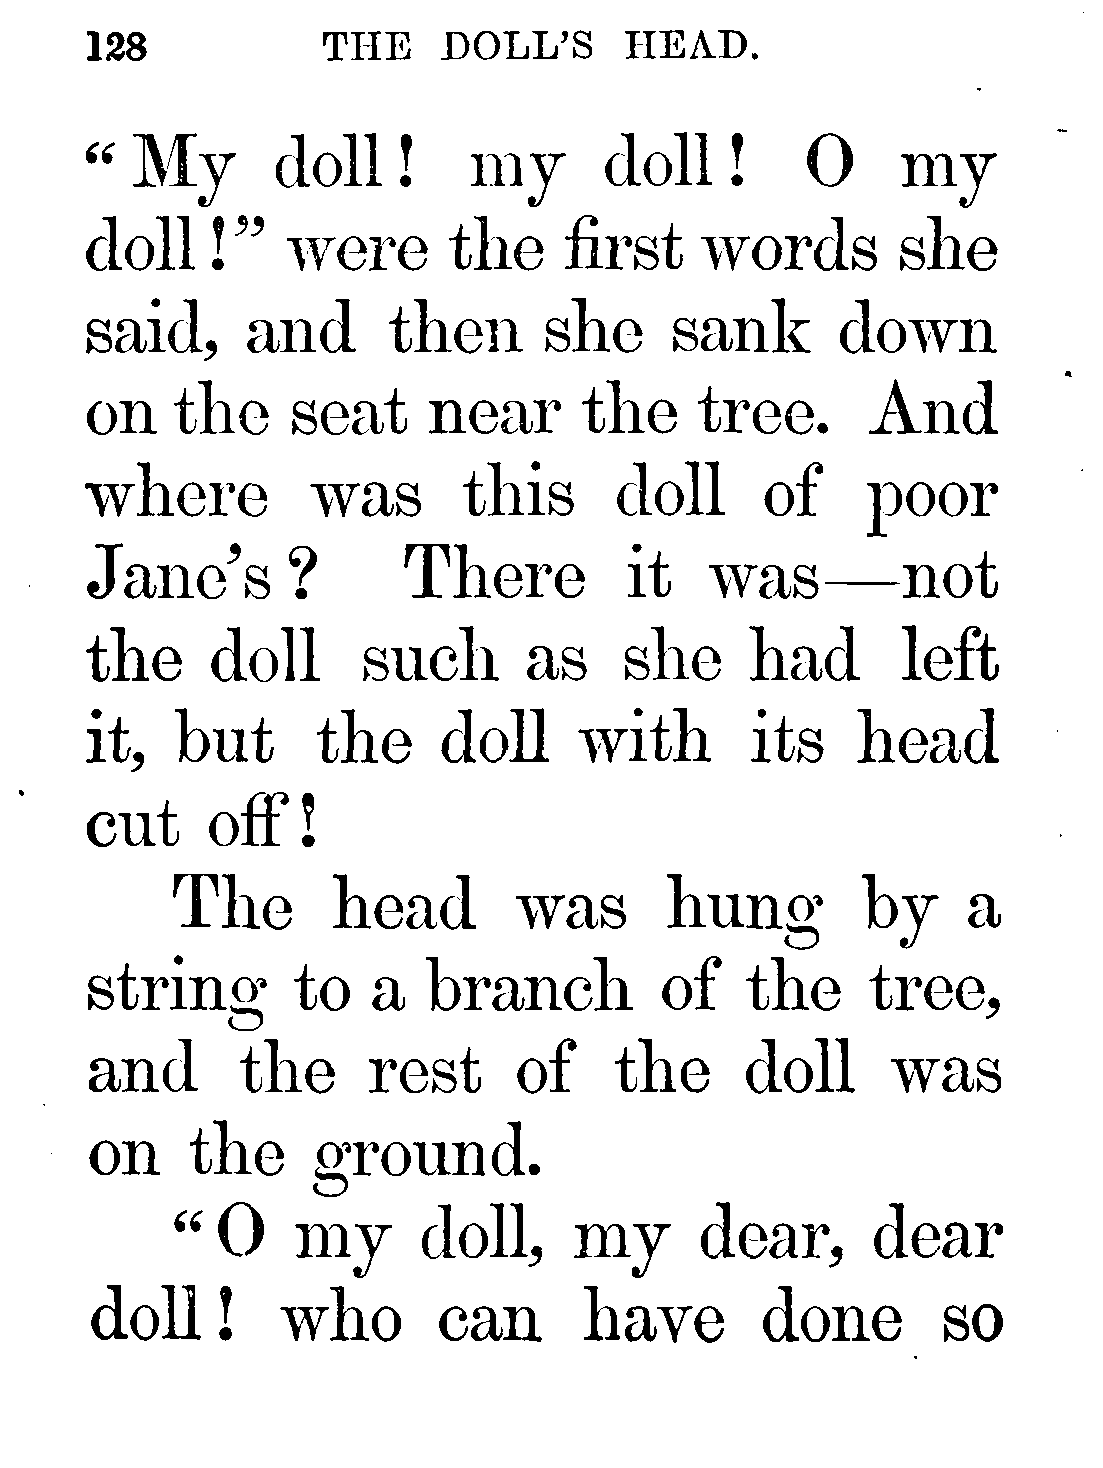 128 THE DOLL'S HEAD.
“My doll! my doll! O my
doll!” were the first words she
said, and then she sank down
on the seat near the tree. And
where was this doll of poor
Jane's? There it was—not
the doll such as she had left
it, but the doll with its head
cut off!
The head was hung by a
string to a branch of the tree,
and the rest of the doll was
on the ground.
“O my doll, my dear, dear
doll! who can have done so